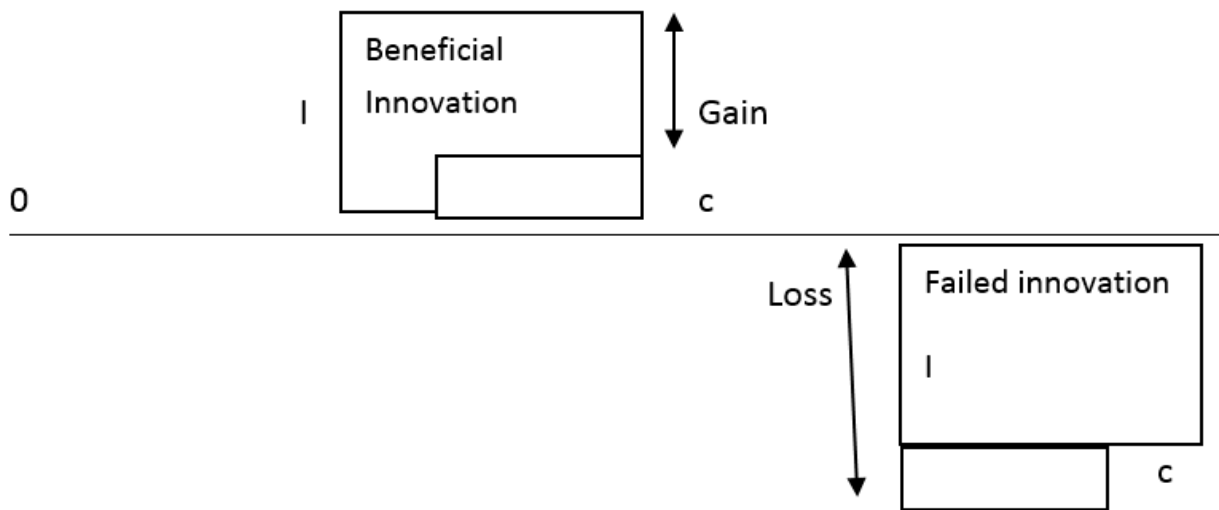 Beneficial
Innovation
I
Gain
0
c
Loss
Failed innovation
I
c